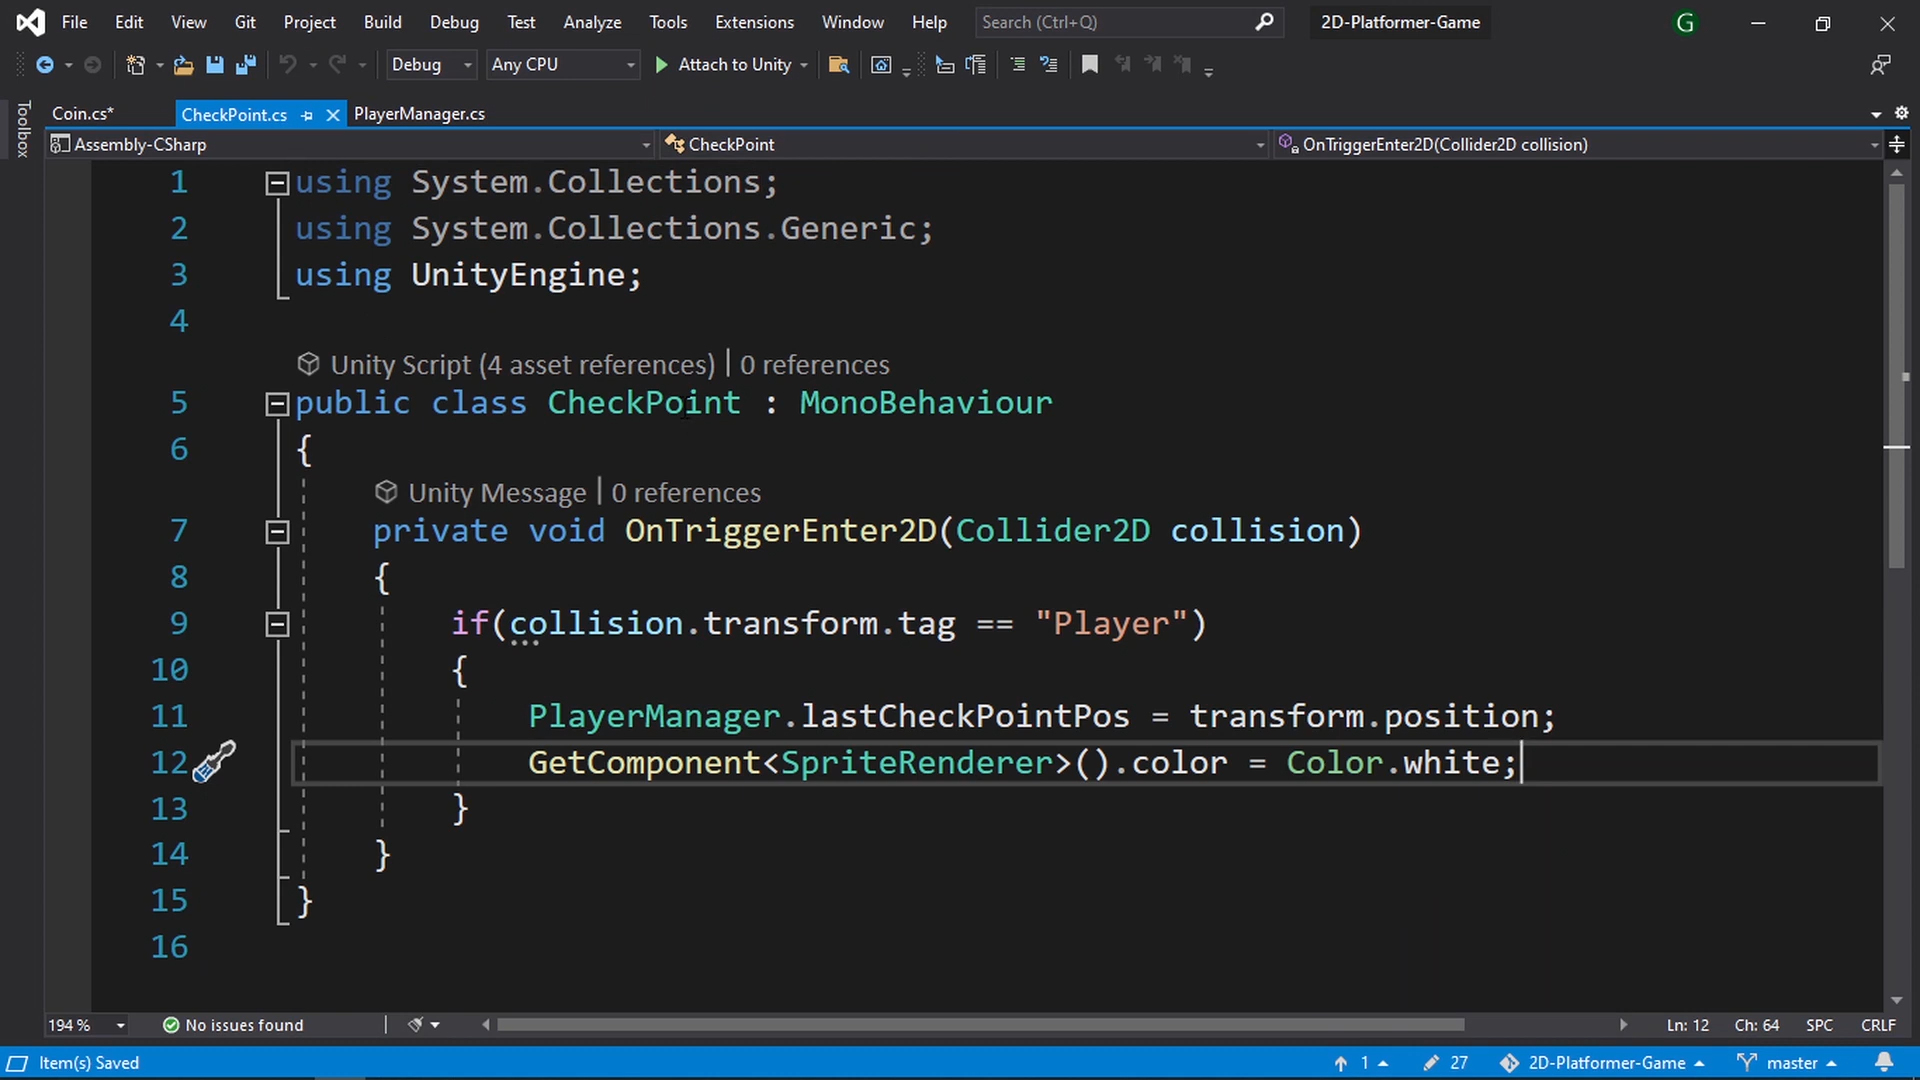 File Edit View Git Project Build Debug Test Analyze Tools Extensions Window Help Search (Ctrl+Q) 2D-Platformer-Game G
Debug Any CPU Attach to Unity
Toolbox
Coin.cs* CheckPoint.cs PlayerManager.cs
Assembly-CSharp CheckPoint OnTriggerEnter2D(Collider2D collision)
1 using System.Collections;
2 using System.Collections.Generic;
3 using UnityEngine;
4
Unity Script (4 asset references) | 0 references
5 public class CheckPoint : MonoBehaviour
6 {
Unity Message | 0 references
7 private void OnTriggerEnter2D(Collider2D collision)
8 {
9 if(collision.transform.tag == "Player")
10 {
11 PlayerManager.lastCheckPointPos = transform.position;
12 GetComponent<SpriteRenderer>().color = Color.white;
13 }
14 }
15 }
16
194 % No issues found Ln: 12 Ch: 64 SPC CRLF
Item(s) Saved 1 27 2D-Platformer-Game master